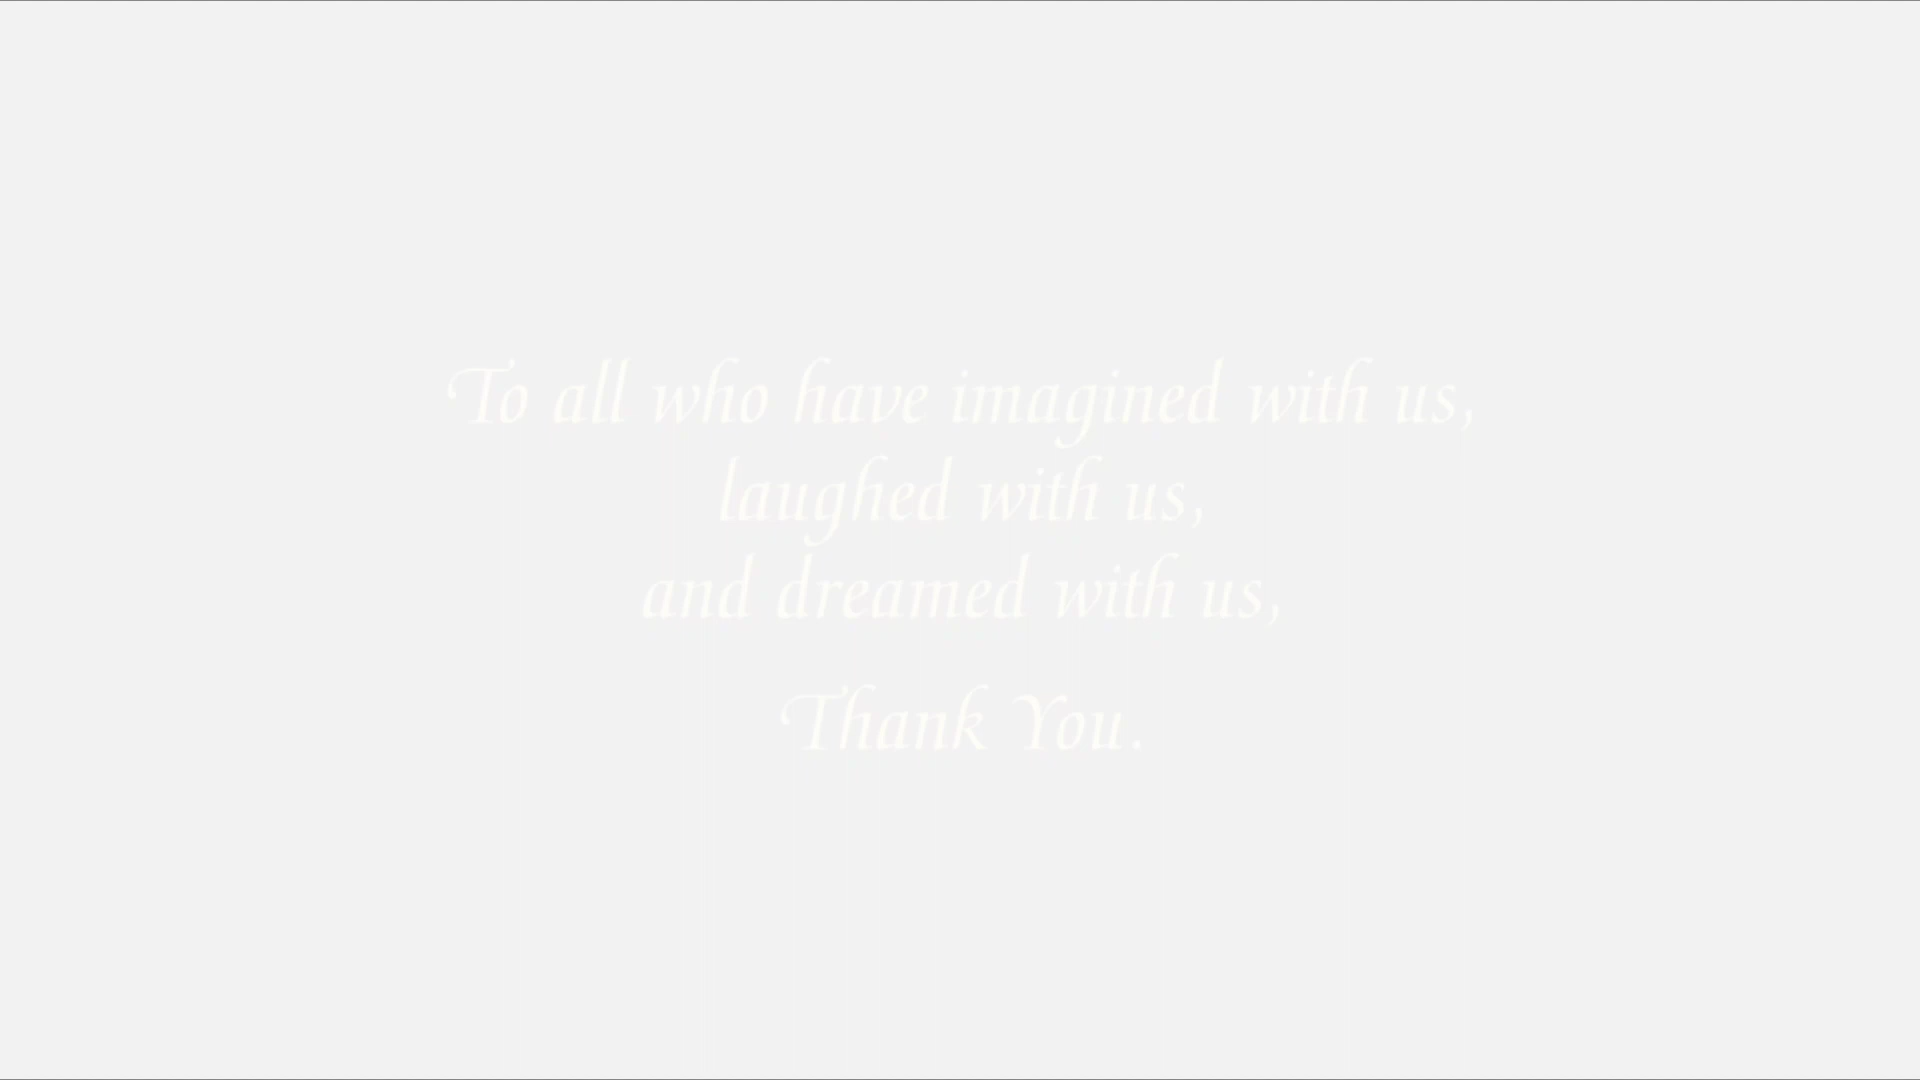 To all who have imagined with us,
laughed with us,
and dreamed with us,
Thank You.